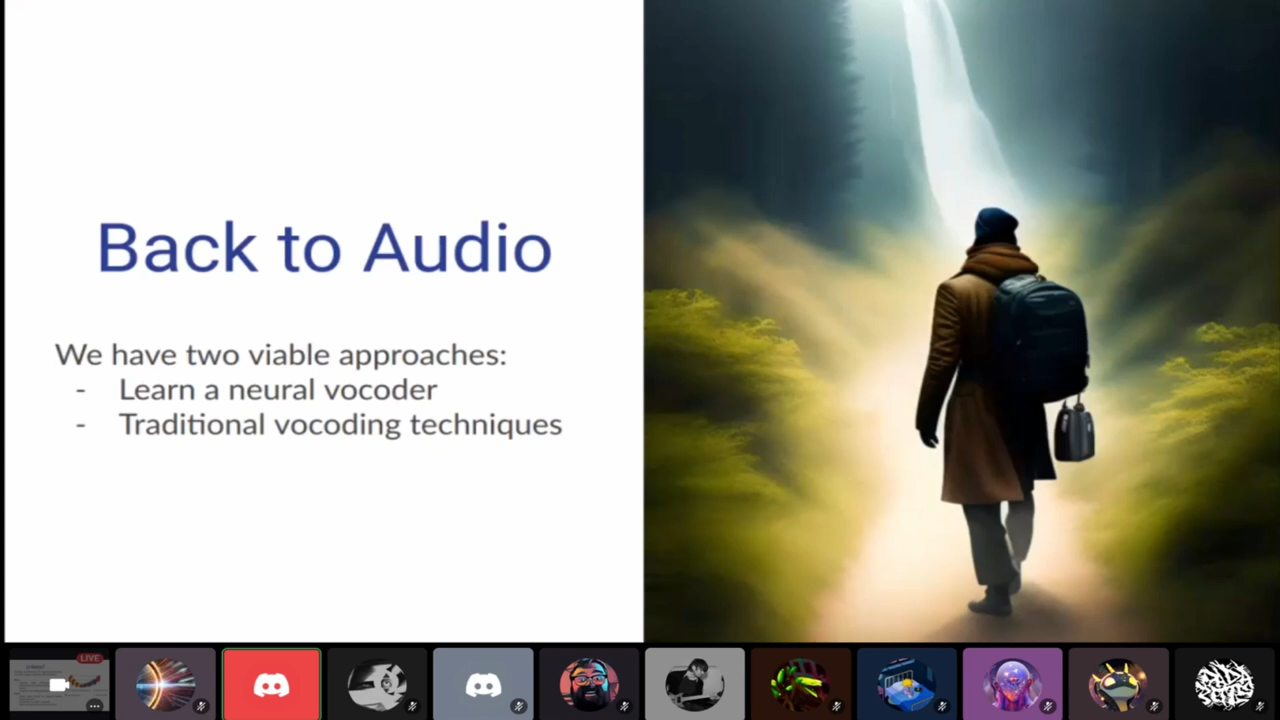 Back to Audio
We have two viable approaches:
- Learn a neural vocoder
- Traditional vocoding techniques
LIVE